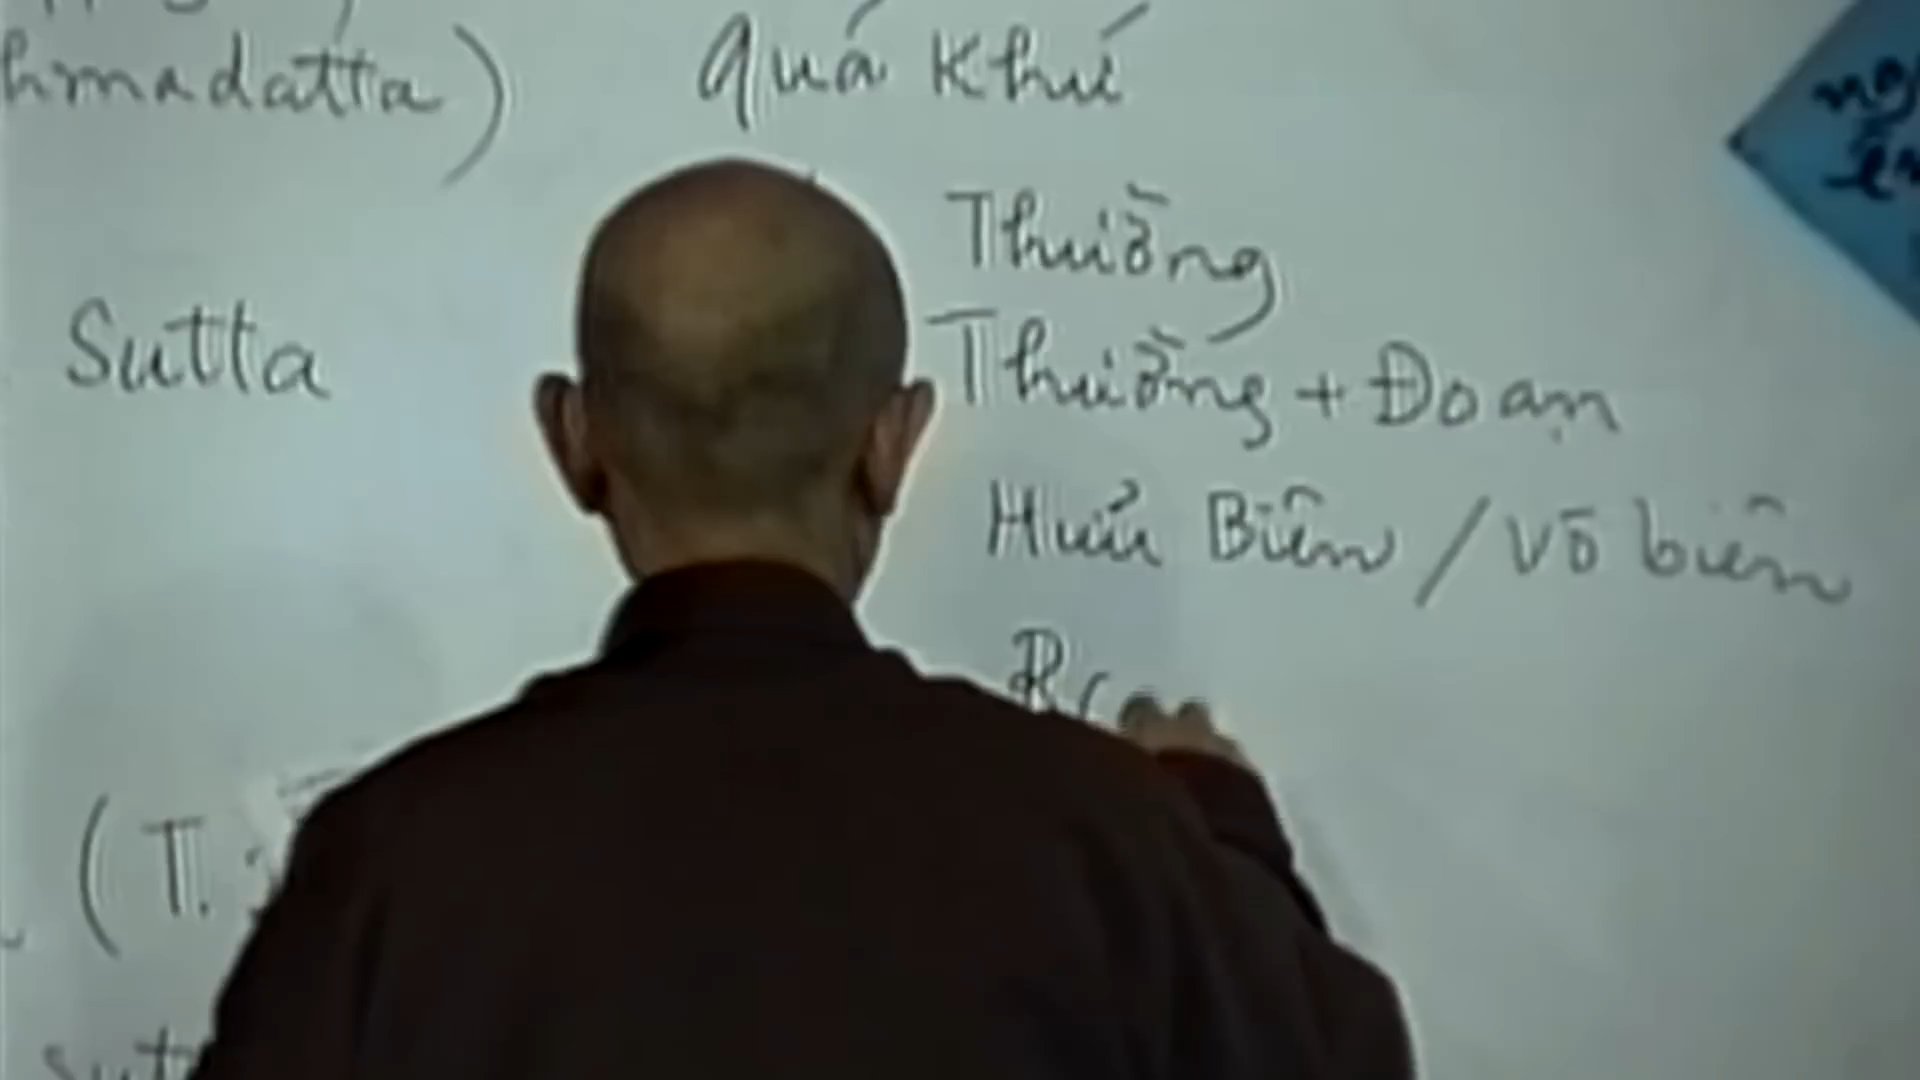 hmadatta) Quá Khứ
Thường
Sutta Thường + Đoạn
Hữu Biên / Vô biên
(T.